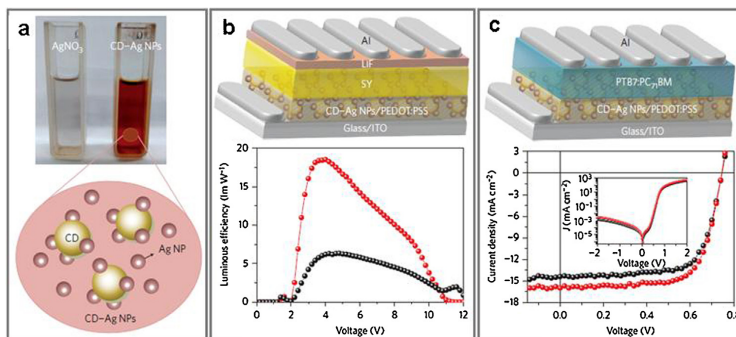 a
AgNO₃
CD–Ag NPs
CD
Ag NP
CD–Ag NPs
b
Al
LiF
SY
CD–Ag NPs/PEDOT:PSS
Glass/ITO
Luminous efficiency (lm W⁻¹)
20
15
10
5
0
0 2 4 6 8 10 12
Voltage (V)
c
Al
PTB7:PC₇₁BM
CD–Ag NPs/PEDOT:PSS
Glass/ITO
Current density (mA cm⁻²)
3
0
-3
-6
-9
-12
-15
-18
J (mA cm⁻²)
10³
10¹
10⁻¹
10⁻³
10⁻⁵
-2 -1 0 1 2
Voltage (V)
0.0 0.2 0.4 0.6 0.8
Voltage (V)